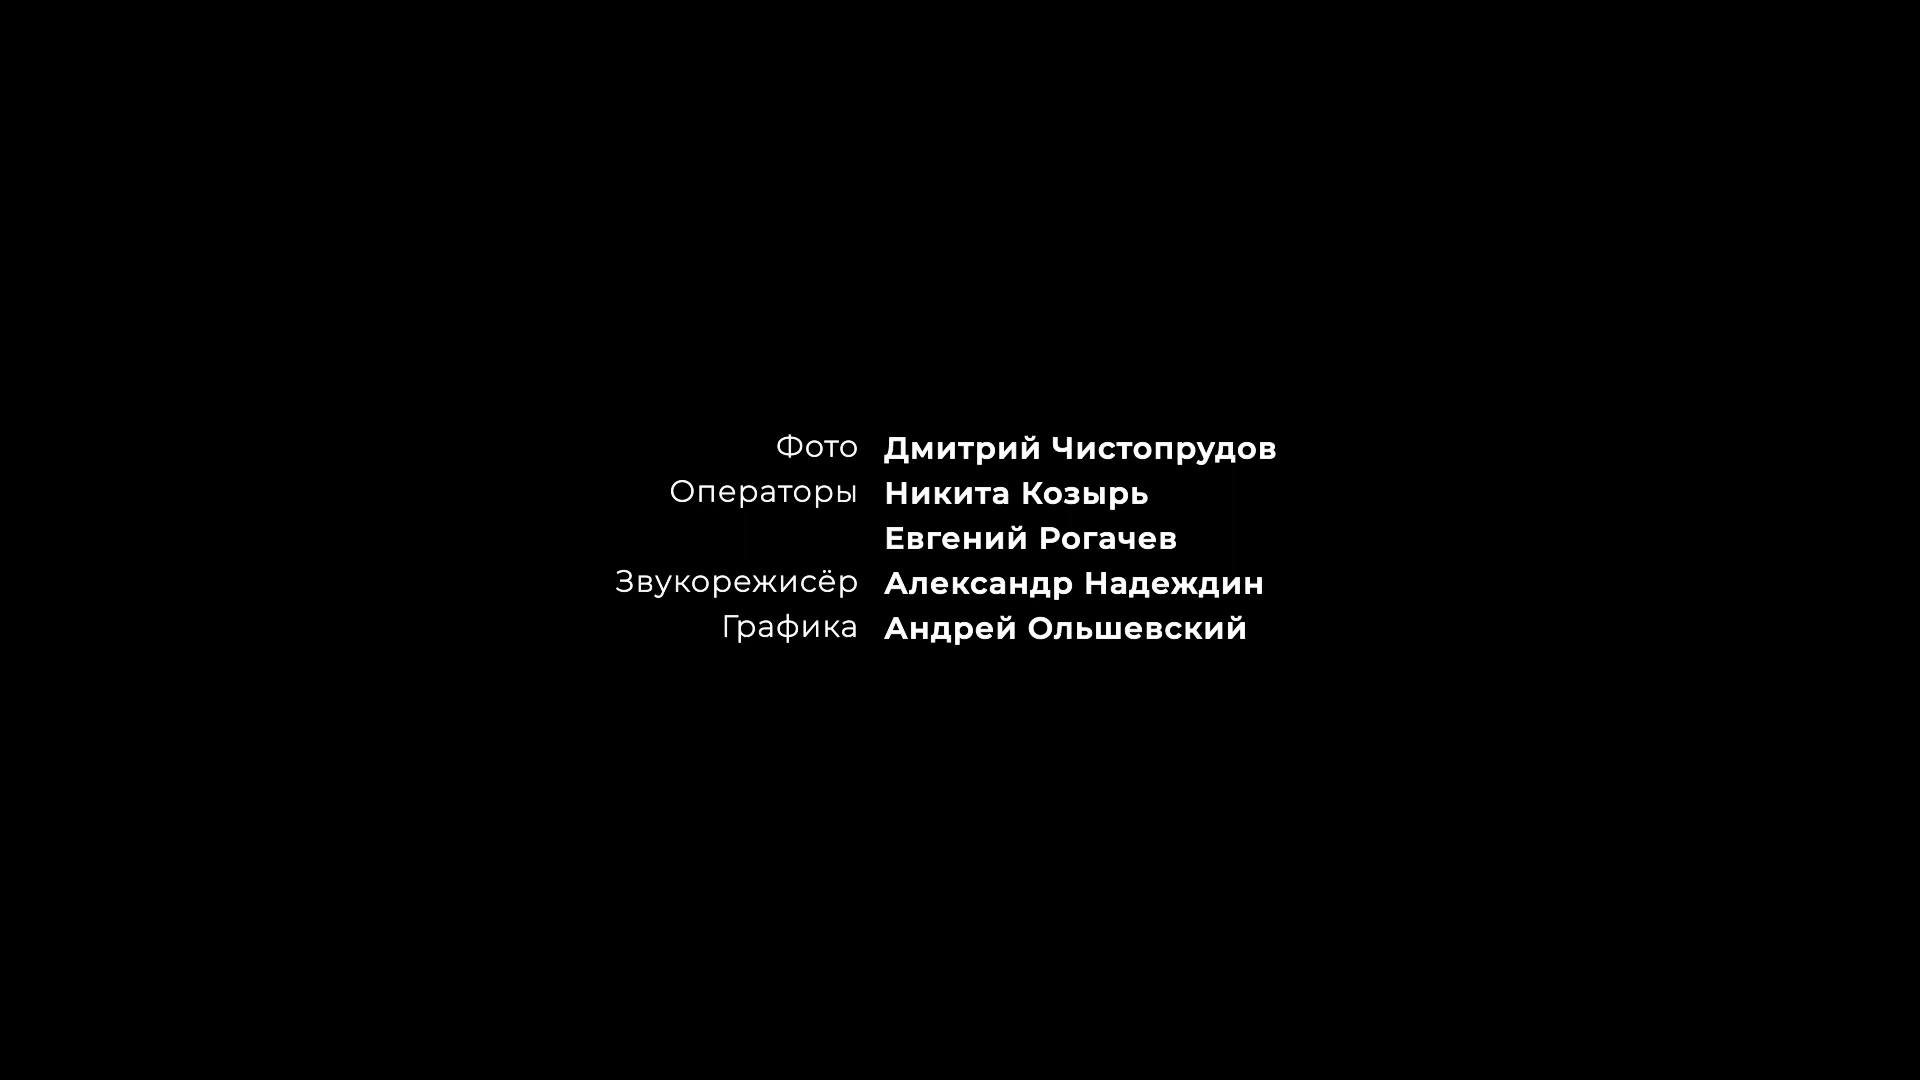 Фото Дмитрий Чистопрудов
Операторы Никита Козырь
Евгений Рогачев
Звукорежисёр Александр Надеждин
Графика Андрей Ольшевский